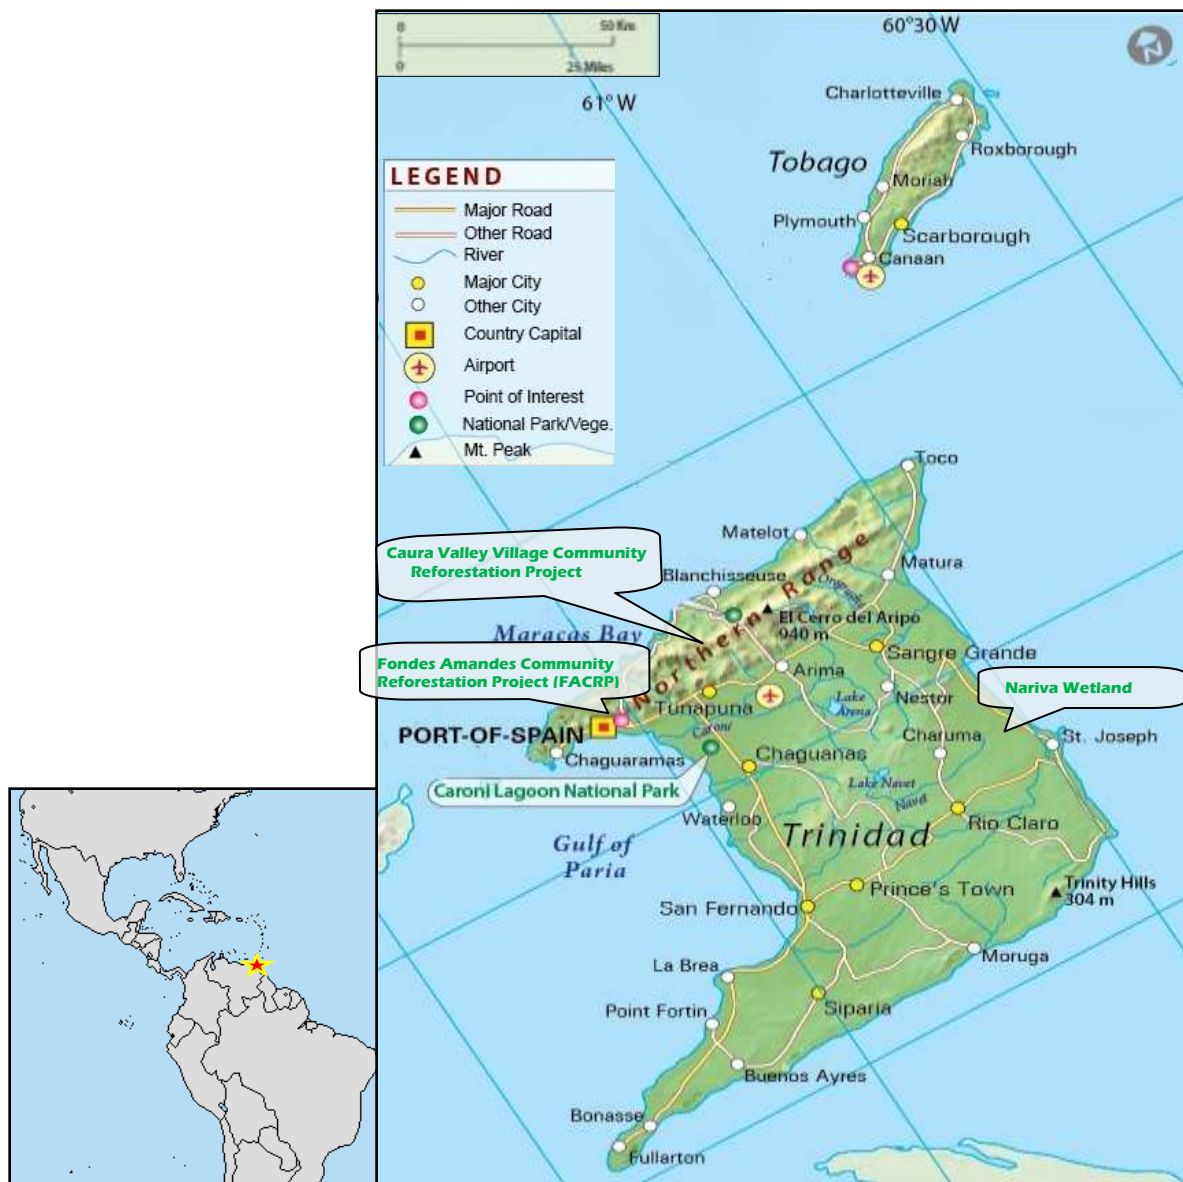 0 50 Km
0 25 Miles
61° W
60°30 W
N
LEGEND
Major Road
Other Road
River
Major City
Other City
Country Capital
Airport
Point of Interest
National Park/Vege.
Mt. Peak
Charlotteville
Roxborough
Tobago
Moriah
Plymouth
Scarborough
Canaan
Toco
Matelot
Matura
Caura Valley Village Community
Reforestation Project
Blanchisseuse
Northern Range
El Cerro del Aripo
940 m
Maracas Bay
Sangre Grande
Fondes Amandes Community
Reforestation Project (FACRP)
Arima
Nariva Wetland
Nestor
Lake
Arena
Tunapuna
Caroni
PORT-OF-SPAIN
Charuma
St. Joseph
Chaguaramas
Chaguanas
Caroni Lagoon National Park
Lake Navet
Navet
Waterloo
Rio Claro
Trinidad
Gulf of
Paria
Prince's Town
Trinity Hills
304 m
San Fernando
Moruga
La Brea
Point Fortin
Siparia
Buenos Ayres
Bonasse
Fullarton